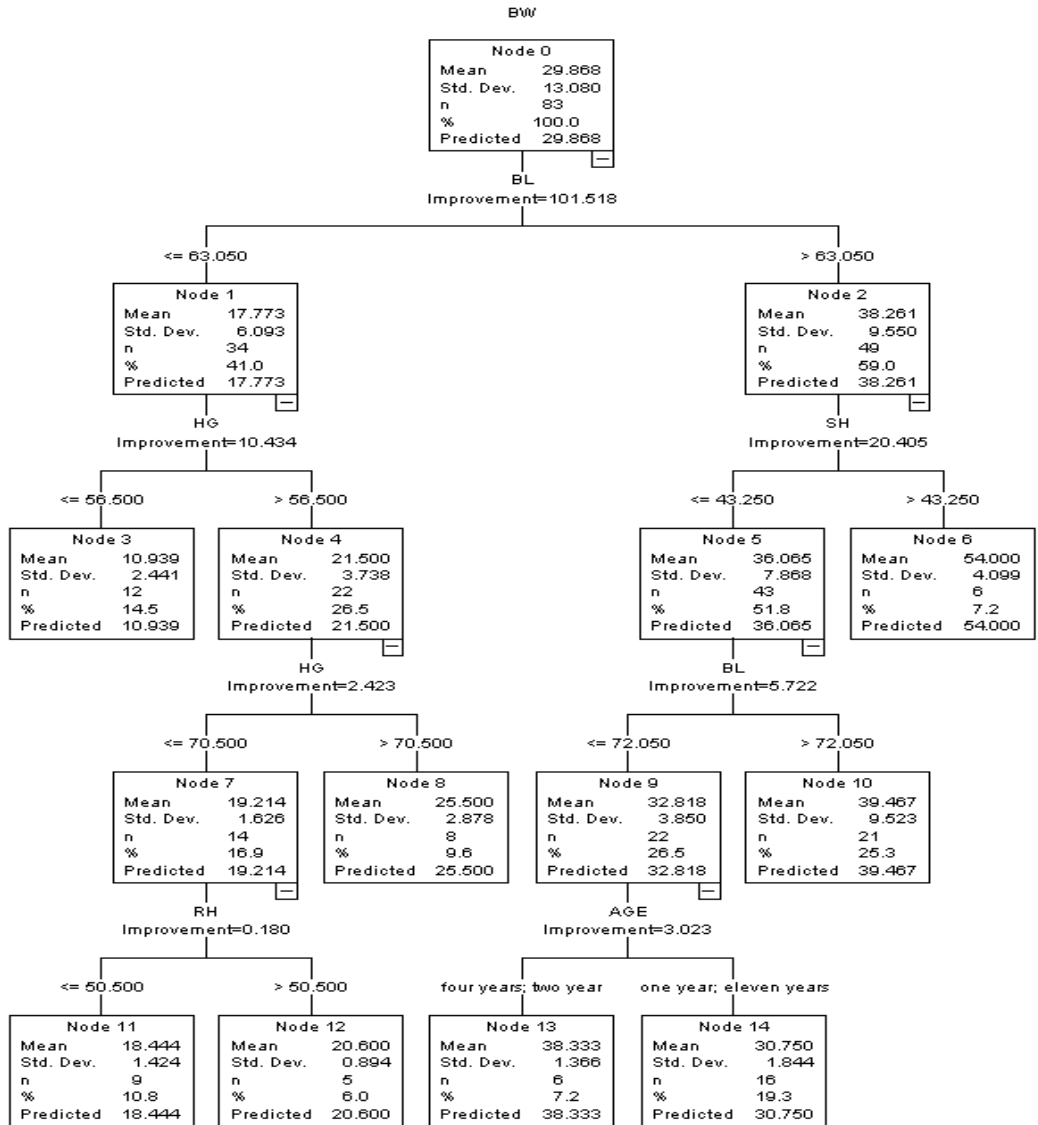 BW
Node 0
Mean 29.868
Std. Dev. 13.080
n 83
% 100.0
Predicted 29.868
BL
Improvement=101.518
<= 63.050
> 63.050
Node 1
Mean 17.773
Std. Dev. 6.093
n 34
% 41.0
Predicted 17.773
Node 2
Mean 38.261
Std. Dev. 9.550
n 49
% 59.0
Predicted 38.261
HG
Improvement=10.434
SH
Improvement=20.405
<= 56.500
> 56.500
<= 43.250
> 43.250
Node 3
Mean 10.939
Std. Dev. 2.441
n 12
% 14.5
Predicted 10.939
Node 4
Mean 21.500
Std. Dev. 3.738
n 22
% 26.5
Predicted 21.500
Node 5
Mean 36.065
Std. Dev. 7.868
n 43
% 51.8
Predicted 36.065
Node 6
Mean 54.000
Std. Dev. 4.099
n 6
% 7.2
Predicted 54.000
HG
Improvement=2.423
BL
Improvement=5.722
<= 70.500
> 70.500
<= 72.050
> 72.050
Node 7
Mean 19.214
Std. Dev. 1.626
n 14
% 16.9
Predicted 19.214
Node 8
Mean 25.500
Std. Dev. 2.878
n 8
% 9.6
Predicted 25.500
Node 9
Mean 32.818
Std. Dev. 3.850
n 22
% 26.5
Predicted 32.818
Node 10
Mean 39.467
Std. Dev. 9.523
n 21
% 25.3
Predicted 39.467
RH
Improvement=0.180
AGE
Improvement=3.023
<= 50.500
> 50.500
four years; two year
one year; eleven years
Node 11
Mean 18.444
Std. Dev. 1.424
n 9
% 10.8
Predicted 18.444
Node 12
Mean 20.600
Std. Dev. 0.894
n 5
% 6.0
Predicted 20.600
Node 13
Mean 38.333
Std. Dev. 1.366
n 6
% 7.2
Predicted 38.333
Node 14
Mean 30.750
Std. Dev. 1.844
n 16
% 19.3
Predicted 30.750